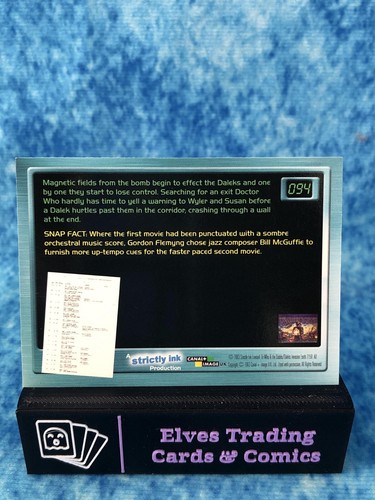 Magnetic fields from the bomb begin to effect the Daleks and one
by one they start to lose control. Searching for an exit Doctor
Who hardly has time to yell a warning to Wyler and Susan before
a Dalek hurtles past them in the corridor, crashing through a wall
at the end.
094
SNAP FACT: Where the first movie had been punctuated with a sombre
orchestral music score, Gordon Flemyng chose jazz composer Bill McGuffie to
furnish more up-tempo cues for the faster paced second movie.
strictly ink
Production
CANAL+
IMAGE
Elves Trading
Cards & Comics